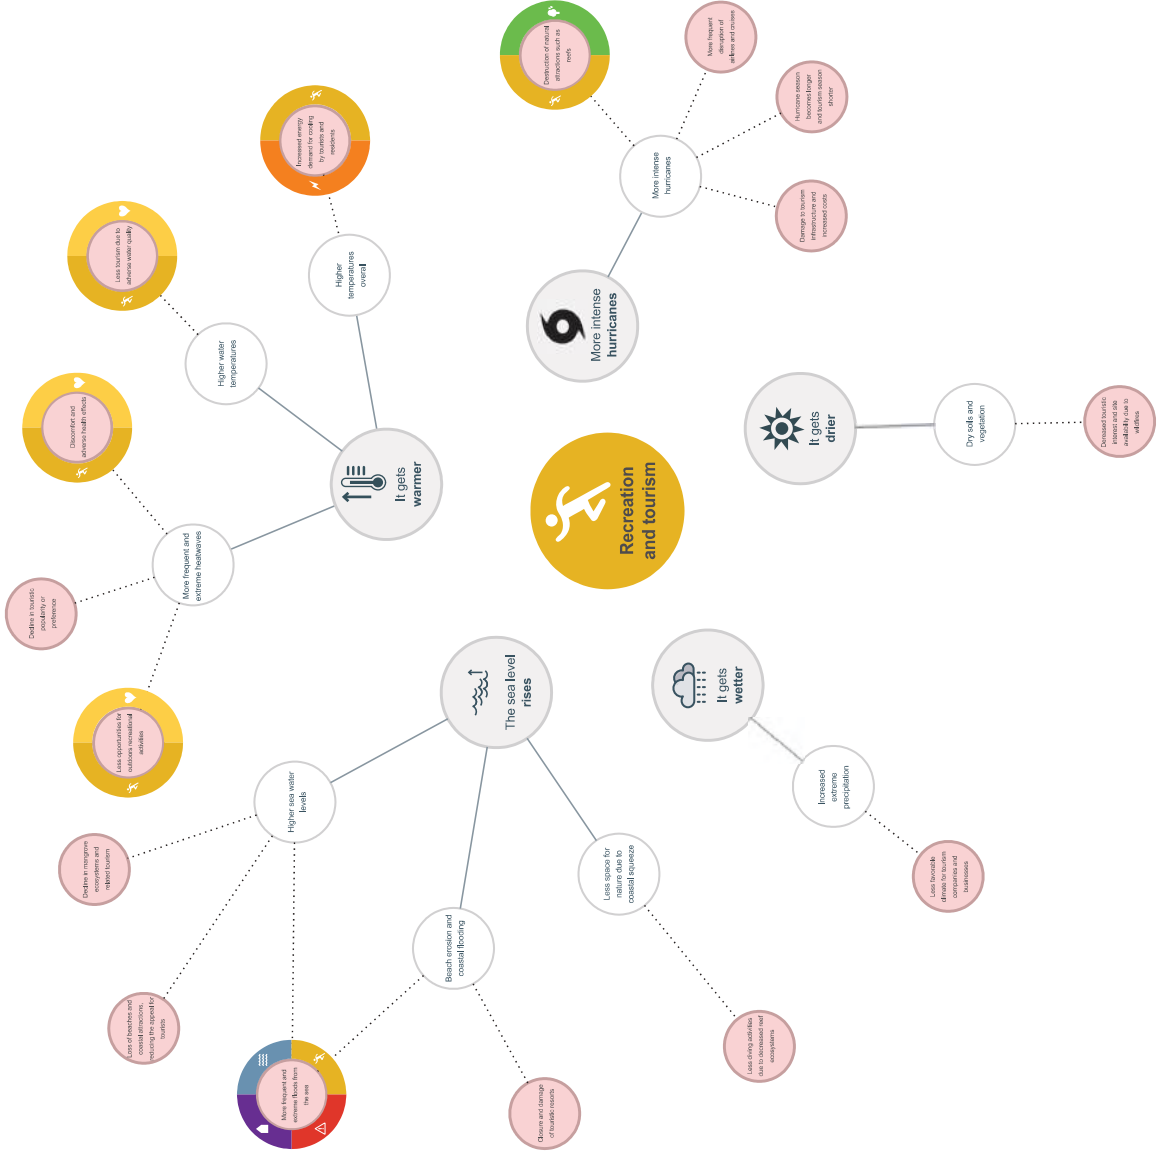 Recreation
and tourism
It gets
warmer
Higher
temperatures
overall
Increased energy
demand for cooling
by tourists and
residents
Higher water
temperatures
Less tourism due to
adverse water quality
More frequent and
extreme heatwaves
Discomfort and
adverse health effects
Decline in touristic
popularity or
preference
Less opportunities for
outdoors recreational
activities
The sea level
rises
Higher sea water
levels
Decline in mangrove
ecosystems and
related tourism
Loss of beaches and
coastal attractions,
reducing the appeal for
tourists
More frequent and
extreme floods from
the sea
Beach erosion and
coastal flooding
Closure and damage
of touristic resorts
Less space for
nature due to
coastal squeeze
Less diving activities
due to decreased reef
ecosystems
It gets
wetter
Increased
extreme
precipitation
Less favorable
climate for tourism
companies and
businesses
It gets
drier
Dry soils and
vegetation
Decreased touristic
interest and site
availability due to
wildfires
More intense
hurricanes
More intense
hurricanes
Destruction of natural
attractions such as
reefs
More frequent
disruption of
airlines and cruises
Hurricane season
becomes longer
and tourism season
shorter
Damage to tourism
infrastructure and
increased costs